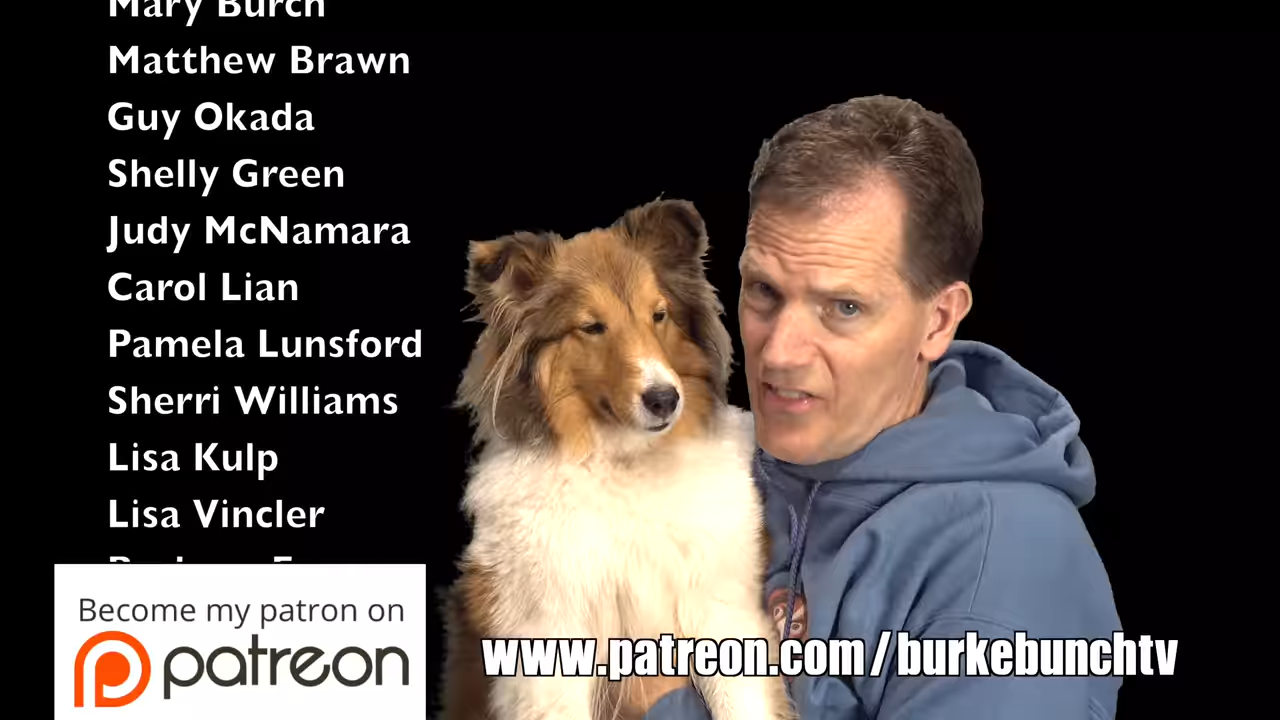 Mary Burch
Matthew Brawn
Guy Okada
Shelly Green
Judy McNamara
Carol Lian
Pamela Lunsford
Sherri Williams
Lisa Kulp
Lisa Vincler
Become my patron on
patreon
www.patreon.com/burkebunchtv